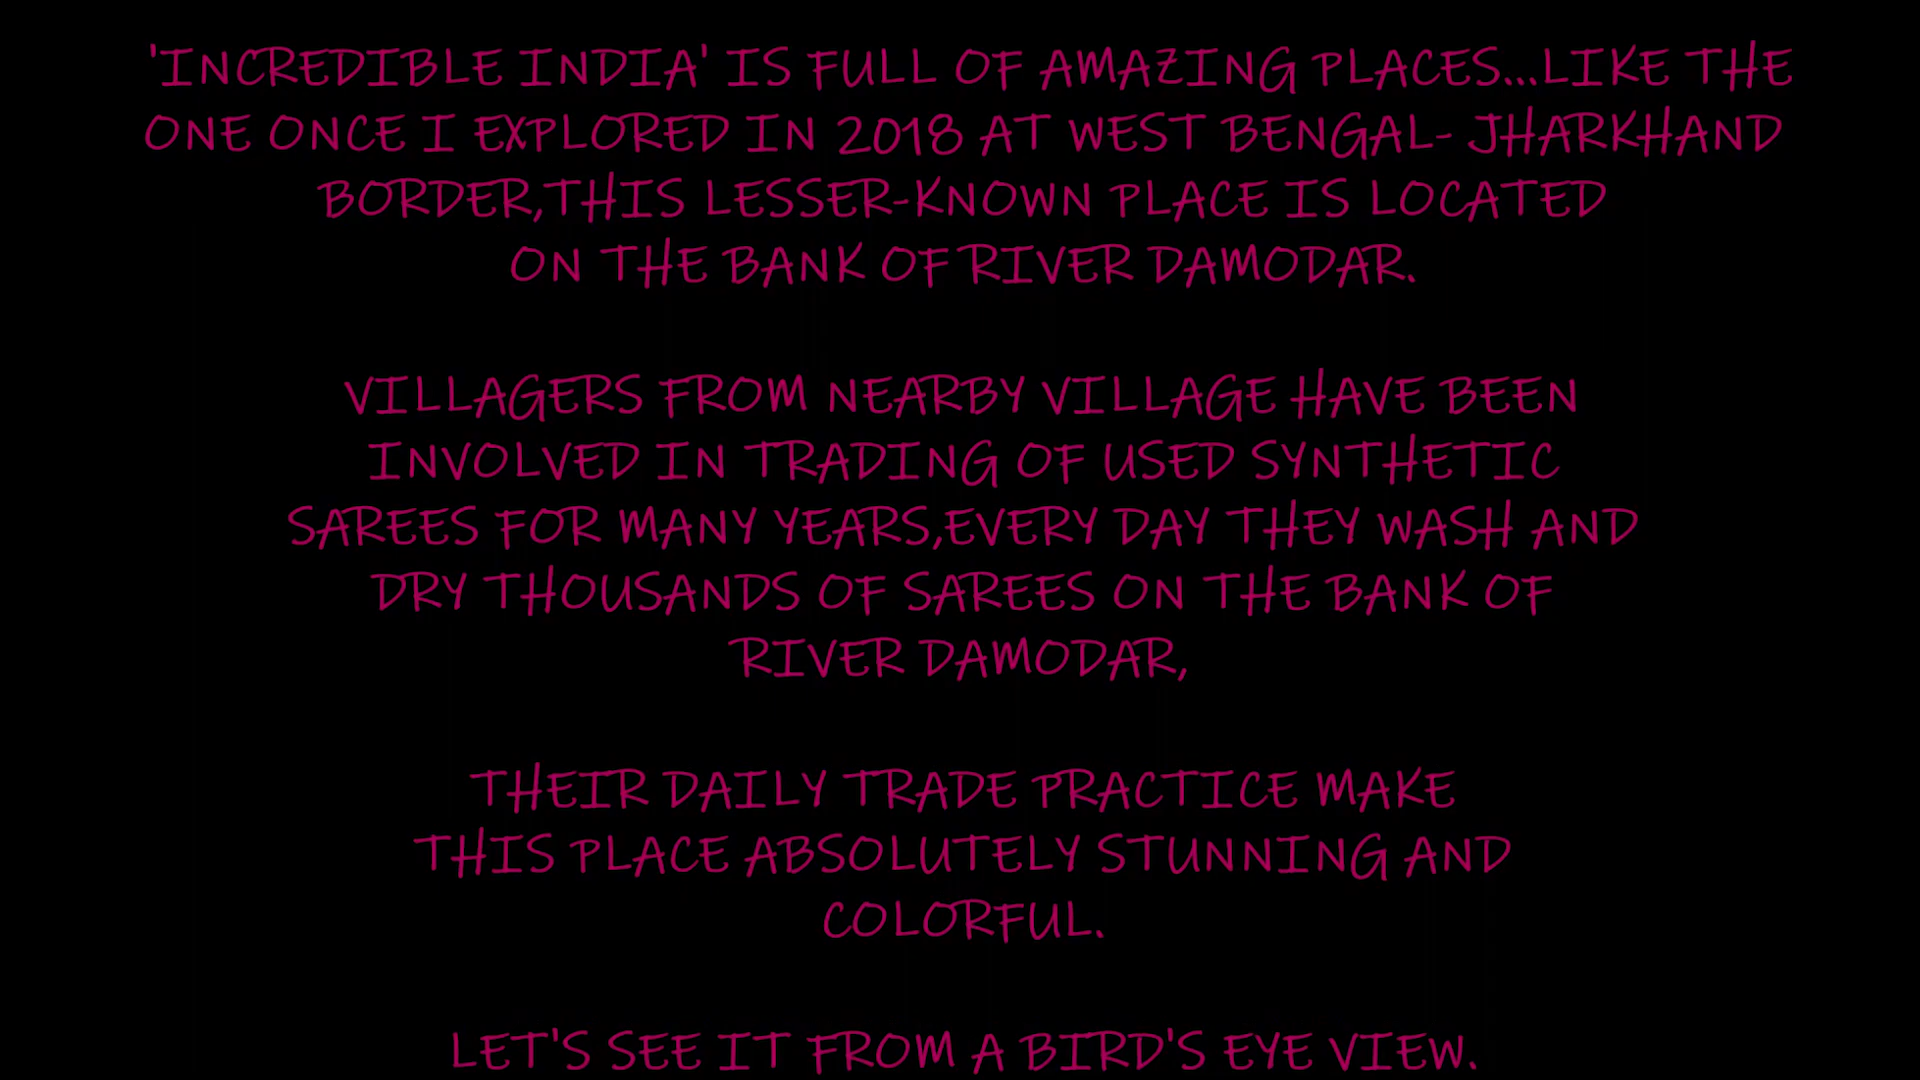 'INCREDIBLE INDIA' IS FULL OF AMAZING PLACES...LIKE THE
ONE ONCE I EXPLORED IN 2018 AT WEST BENGAL- JHARKHAND
BORDER,THIS LESSER-KNOWN PLACE IS LOCATED
ON THE BANK OF RIVER DAMODAR.
VILLAGERS FROM NEARBY VILLAGE HAVE BEEN
INVOLVED IN TRADING OF USED SYNTHETIC
SAREES FOR MANY YEARS,EVERY DAY THEY WASH AND
DRY THOUSANDS OF SAREES ON THE BANK OF
RIVER DAMODAR,
THEIR DAILY TRADE PRACTICE MAKE
THIS PLACE ABSOLUTELY STUNNING AND
COLORFUL.
LET'S SEE IT FROM A BIRD'S EYE VIEW.